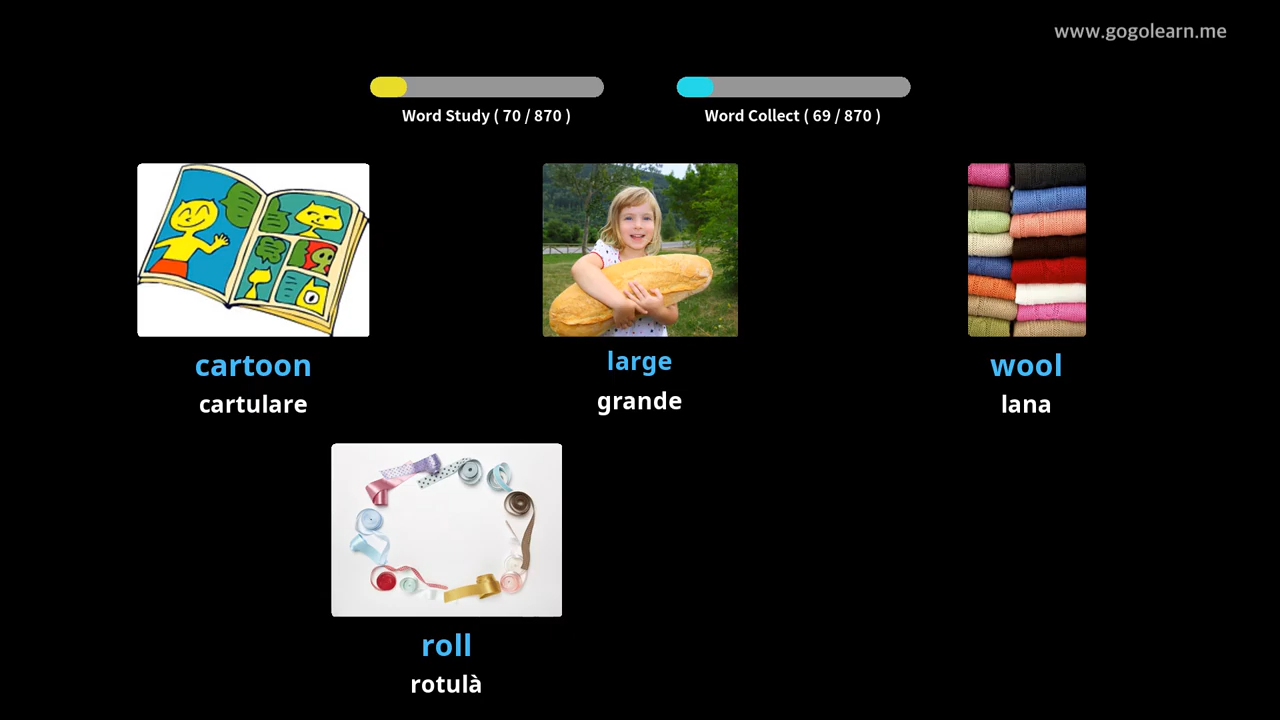 www.gogolearn.me
Word Study ( 70 / 870 )
Word Collect ( 69 / 870 )
cartoon
cartulare
large
grande
wool
lana
roll
rotulà